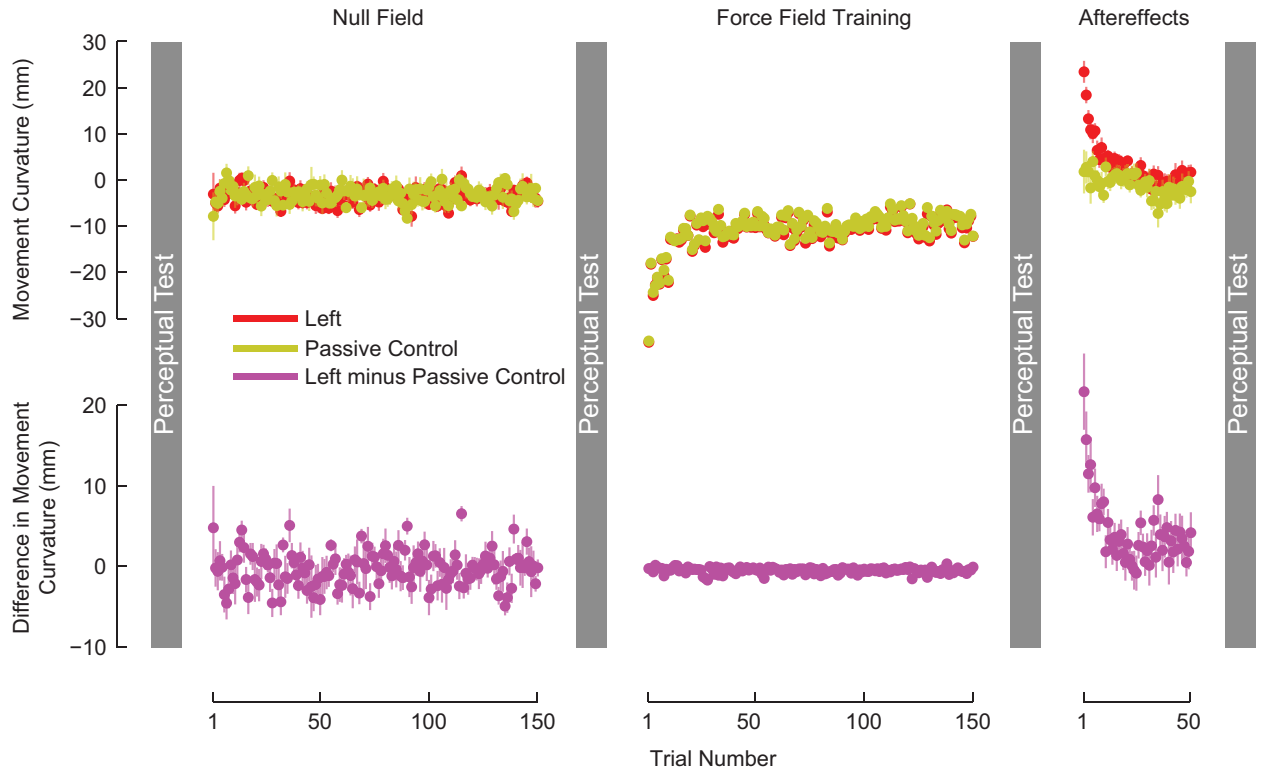 Null Field
Force Field Training
Aftereffects
Movement Curvature (mm)
30
20
10
0
−10
−20
−30
Perceptual Test
Perceptual Test
Perceptual Test
Perceptual Test
Left
Passive Control
Left minus Passive Control
Difference in Movement
Curvature (mm)
20
10
0
−10
1
50
100
150
1
50
100
150
1
50
Trial Number